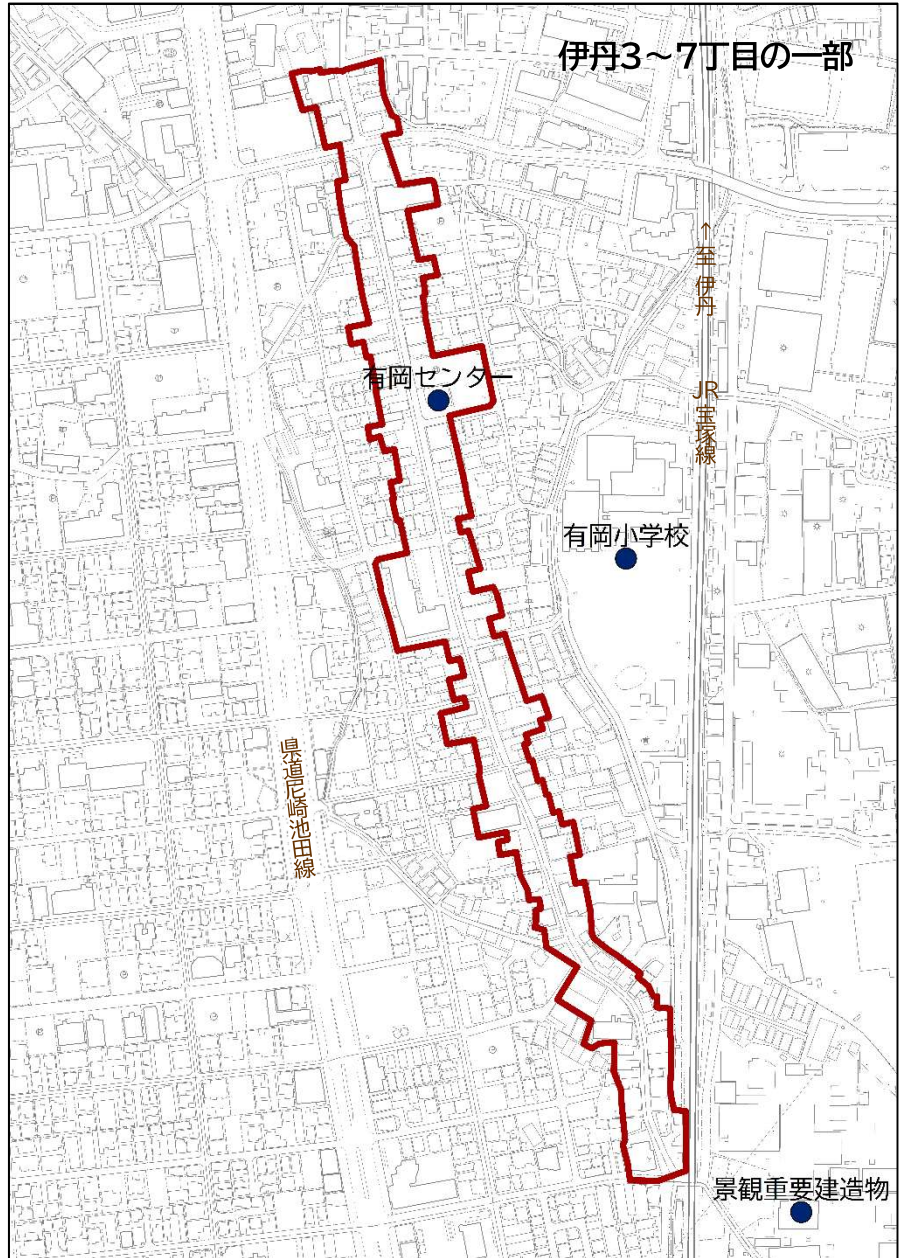 伊丹3～7丁目の一部
↑至 伊丹
JR宝塚線
有岡センター
有岡小学校
県道尼崎池田線
景観重要建造物